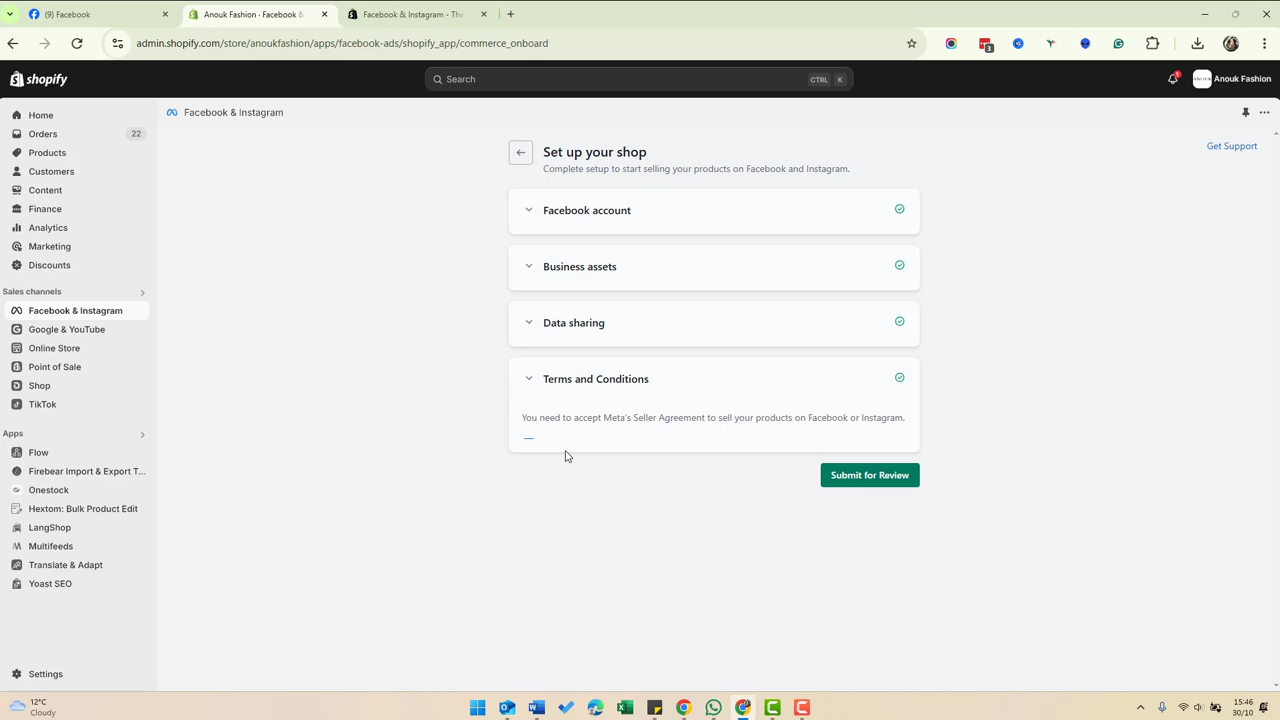 (9) Facebook
Anouk Fashion · Facebook &
Facebook & Instagram - The
admin.shopify.com/store/anoukfashion/apps/facebook-ads/shopify_app/commerce_onboard
3
shopify
Search
CTRL K
1
ANOUK
Anouk Fashion
Home
Orders 22
Products
Customers
Content
Finance
Analytics
Marketing
Discounts
Sales channels
Facebook & Instagram
Google & YouTube
Online Store
Point of Sale
Shop
TikTok
Apps
Flow
Firebear Import & Export T...
Onestock
Hextom: Bulk Product Edit
LangShop
Multifeeds
Translate & Adapt
Yoast SEO
Settings
Facebook & Instagram
Get Support
Set up your shop
Complete setup to start selling your products on Facebook and Instagram.
Facebook account
Business assets
Data sharing
Terms and Conditions
You need to accept Meta's Seller Agreement to sell your products on Facebook or Instagram.
Submit for Review
12°C
Cloudy
15:46
30/10